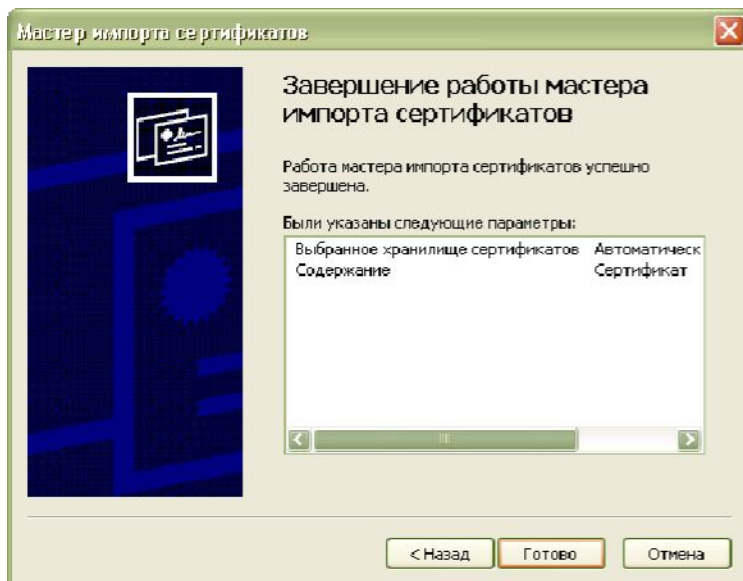 Мастер импорта сертификатов
Завершение работы мастера
импорта сертификатов
Работа мастера импорта сертификатов успешно
завершена.
Были указаны следующие параметры:
Выбранное хранилище сертификатов Автоматическ
Содержание Сертификат
< Назад Готово Отмена